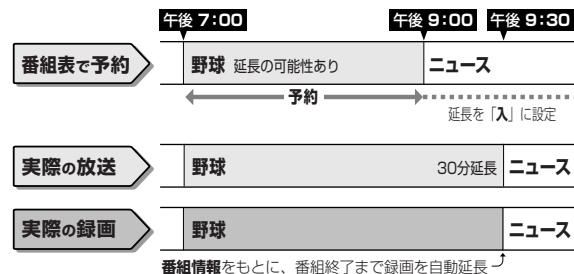 午後 7:00 午後 9:00 午後 9:30
番組表で予約 野球 延長の可能性あり ニュース
予約
延長を「入」に設定
実際の放送 野球 30分延長 ニュース
実際の録画 野球 ニュース
番組情報をもとに、番組終了まで録画を自動延長